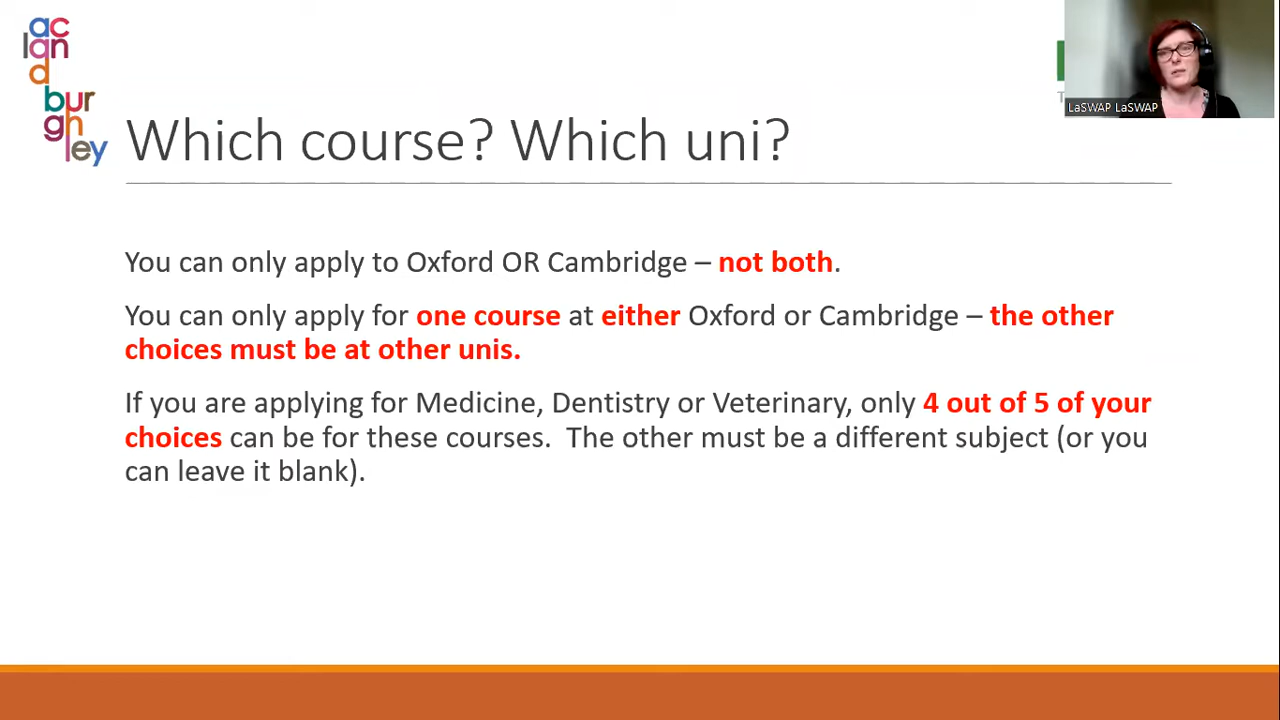 ac
lan
d
bur
gh
ley
LaSWAP LaSWAP
Which course? Which uni?
You can only apply to Oxford OR Cambridge – not both.
You can only apply for one course at either Oxford or Cambridge – the other
choices must be at other unis.
If you are applying for Medicine, Dentistry or Veterinary, only 4 out of 5 of your
choices can be for these courses.  The other must be a different subject (or you
can leave it blank).